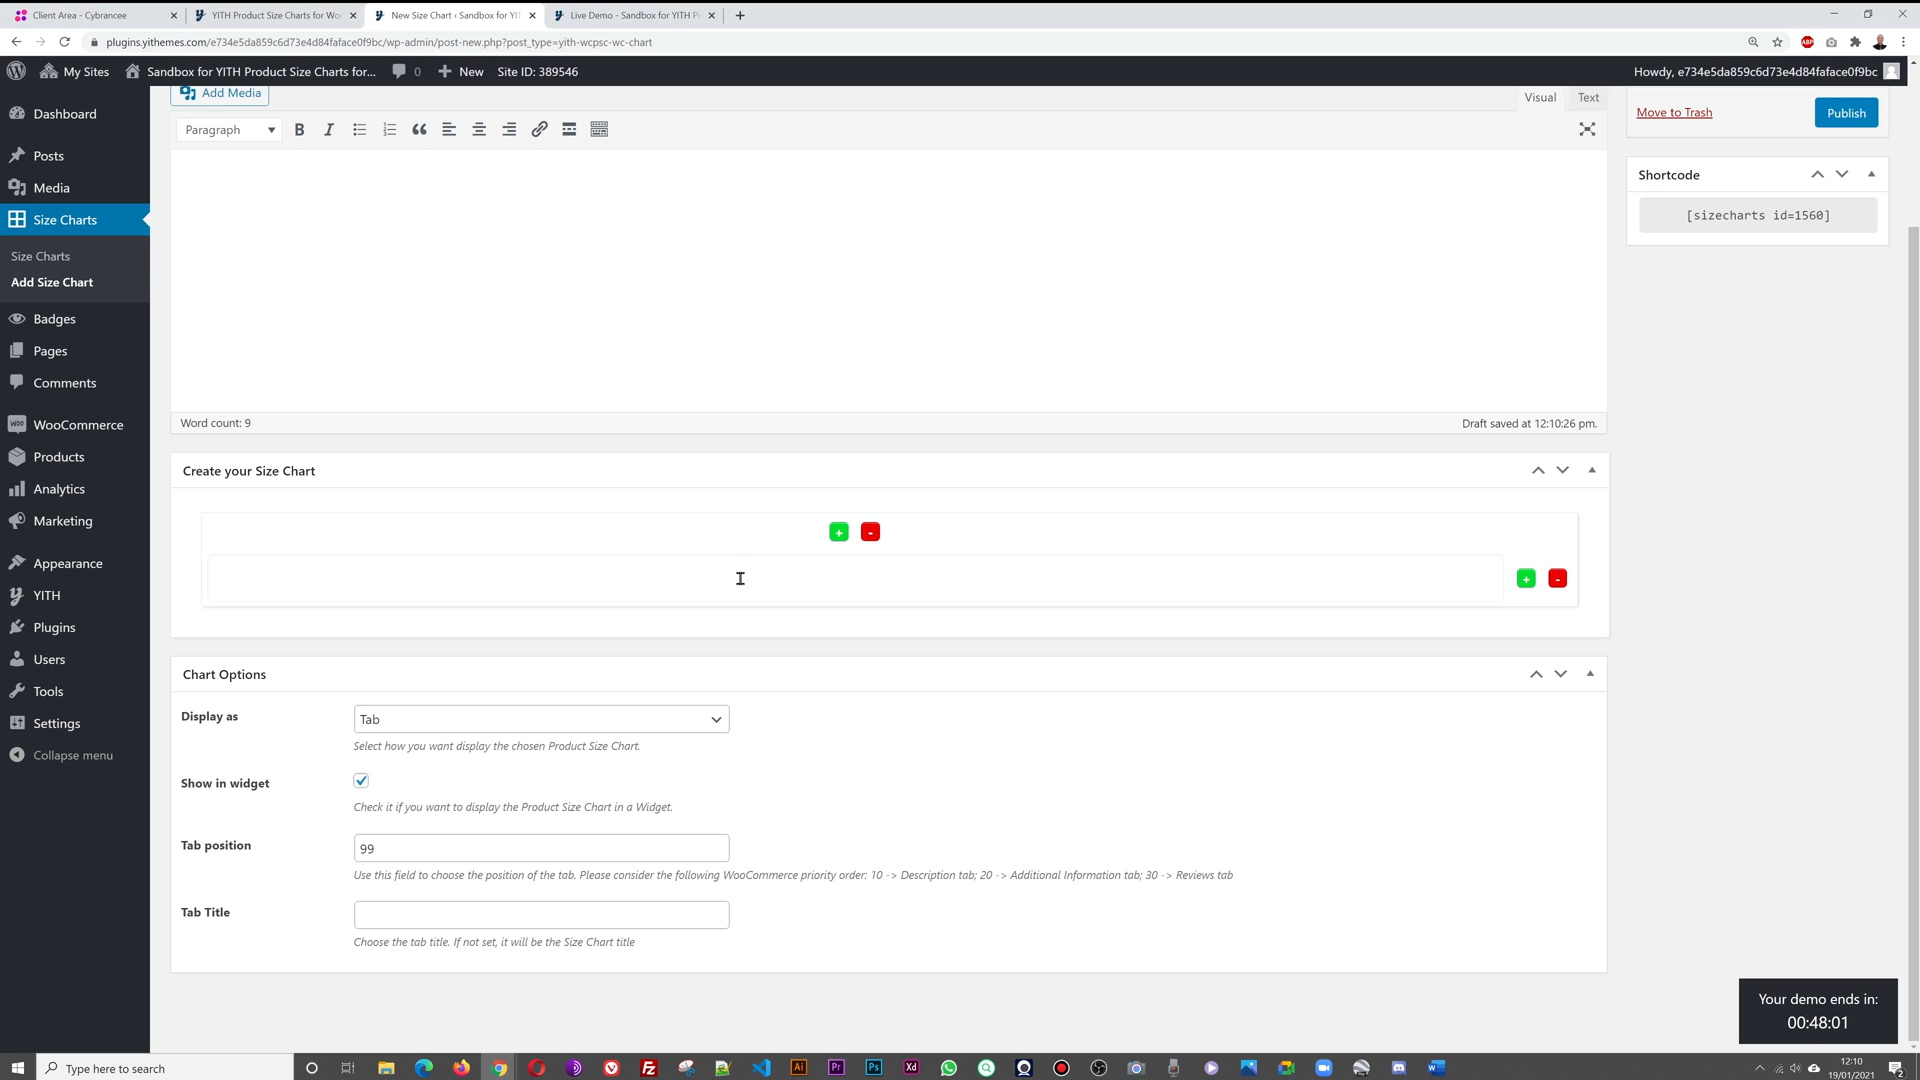 Client Area - Cybrancee
YITH Product Size Charts for Wo
New Size Chart ‹ Sandbox for YIT
Live Demo - Sandbox for YITH P
plugins.yithemes.com/e734e5da859c6d73e4d84faface0f9bc/wp-admin/post-new.php?post_type=yith-wcpsc-wc-chart
My Sites
Sandbox for YITH Product Size Charts for...
0
New
Site ID: 389546
Howdy, e734e5da859c6d73e4d84faface0f9bc
Dashboard
Posts
Media
Size Charts
Size Charts
Add Size Chart
Badges
Pages
Comments
WooCommerce
Products
Analytics
Marketing
Appearance
YITH
Plugins
Users
Tools
Settings
Collapse menu
Add Media
Visual
Text
Paragraph
Word count: 9
Draft saved at 12:10:26 pm.
Move to Trash
Publish
Shortcode
[sizecharts id=1560]
Create your Size Chart
+ -
+ -
Chart Options
Display as
Tab
Select how you want display the chosen Product Size Chart.
Show in widget
Check it if you want to display the Product Size Chart in a Widget.
Tab position
99
Use this field to choose the position of the tab. Please consider the following WooCommerce priority order: 10 -> Description tab; 20 -> Additional Information tab; 30 -> Reviews tab
Tab Title
Choose the tab title. If not set, it will be the Size Chart title
Your demo ends in:
00:48:01
Type here to search
12:10
19/01/2021